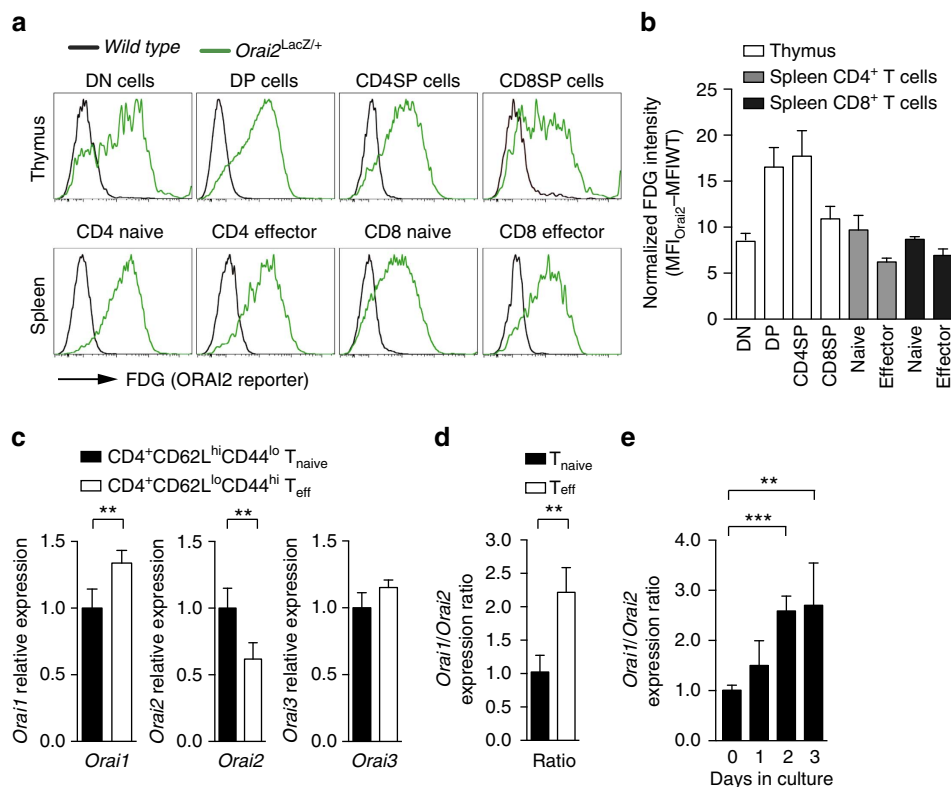 a
Wild type
Orai2LacZ/+
DN cells
DP cells
CD4SP cells
CD8SP cells
Thymus
CD4 naive
CD4 effector
CD8 naive
CD8 effector
Spleen
FDG (ORAI2 reporter)
b
Thymus
Spleen CD4+ T cells
Spleen CD8+ T cells
Normalized FDG intensity
(MFIOrai2–MFIWT)
25
20
15
10
5
0
DN
DP
CD4SP
CD8SP
Naive
Effector
Naive
Effector
c
CD4+CD62LhiCD44lo Tnaive
CD4+CD62LloCD44hi Teff
Orai1 relative expression
1.5
1.0
0.5
0.0
**
Orai1
Orai2 relative expression
1.5
1.0
0.5
0.0
**
Orai2
Orai3 relative expression
1.5
1.0
0.5
0.0
Orai3
d
Tnaive
Teff
**
Orai1/Orai2
expression ratio
3.0
2.5
2.0
1.5
1.0
0.5
0.0
Ratio
e
**
***
Orai1/Orai2
expression ratio
4.0
3.0
2.0
1.0
0.0
0 1 2 3
Days in culture